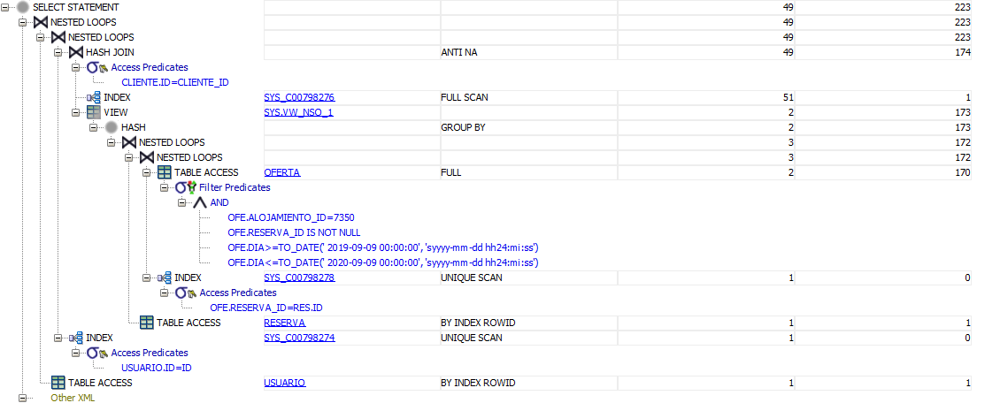 SELECT STATEMENT 49 223
NESTED LOOPS 49 223
NESTED LOOPS 49 223
HASH JOIN ANTI NA 49 174
Access Predicates
CLIENTE.ID=CLIENTE_ID
INDEX SYS_C00798276 FULL SCAN 51 1
VIEW SYS.VW_NSO_1 2 173
HASH GROUP BY 2 173
NESTED LOOPS 3 172
NESTED LOOPS 3 172
TABLE ACCESS OFERTA FULL 2 170
Filter Predicates
AND
OFE.ALOJAMIENTO_ID=7350
OFE.RESERVA_ID IS NOT NULL
OFE.DIA>=TO_DATE(' 2019-09-09 00:00:00', 'syyyy-mm-dd hh24:mi:ss')
OFE.DIA<=TO_DATE(' 2020-09-09 00:00:00', 'syyyy-mm-dd hh24:mi:ss')
INDEX SYS_C00798278 UNIQUE SCAN 1 0
Access Predicates
OFE.RESERVA_ID=RES.ID
TABLE ACCESS RESERVA BY INDEX ROWID 1 1
INDEX SYS_C00798274 UNIQUE SCAN 1 0
Access Predicates
USUARIO.ID=ID
TABLE ACCESS USUARIO BY INDEX ROWID 1 1
Other XML